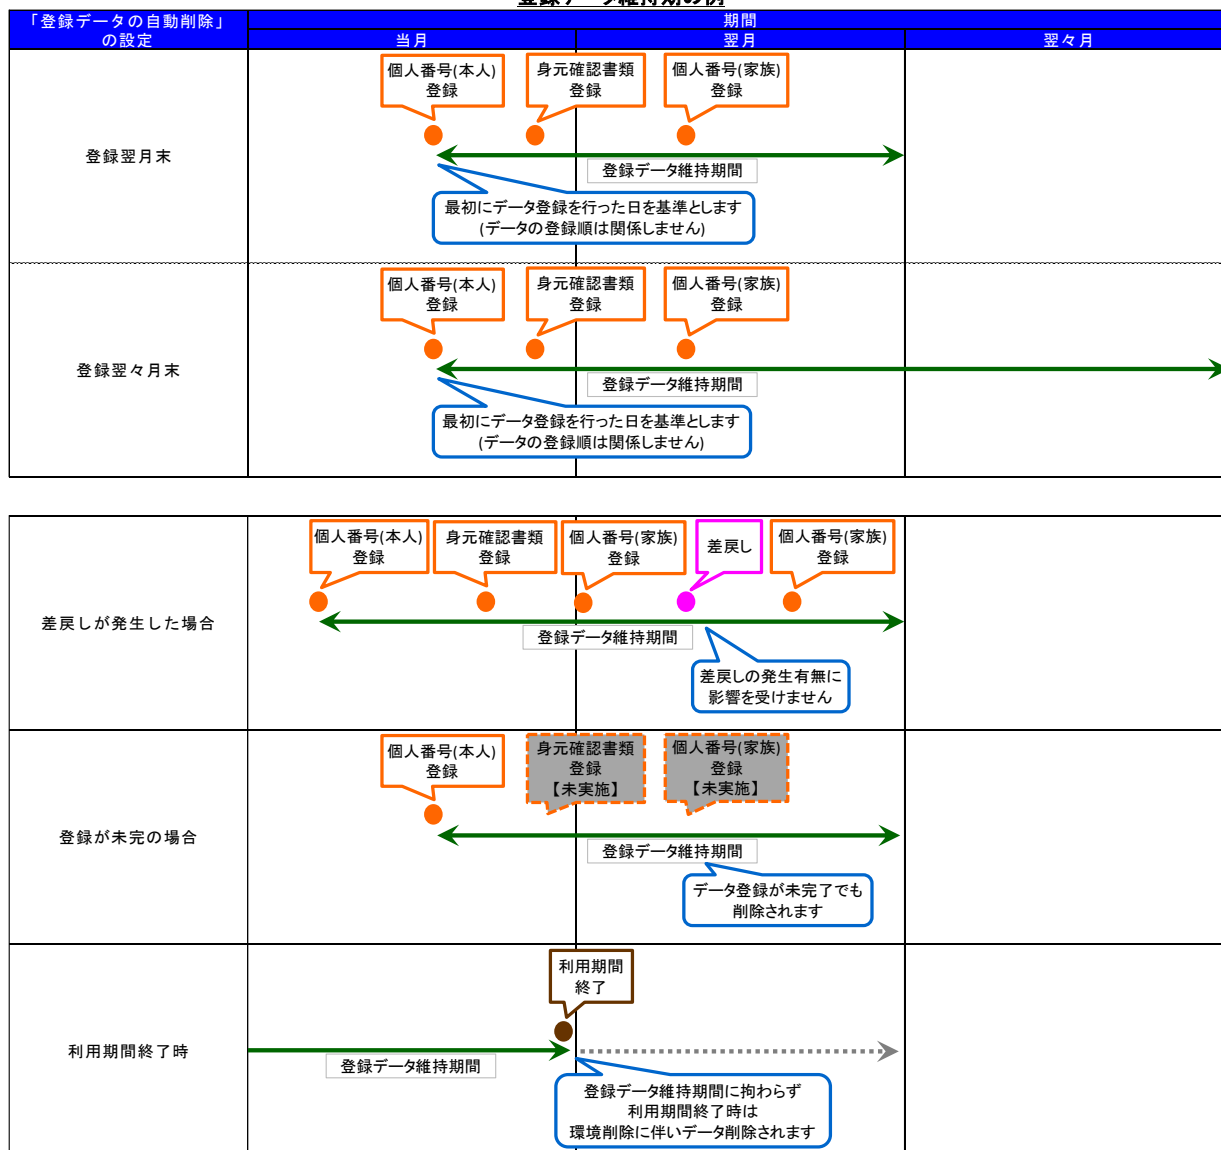 登録データ維持期の例
「登録データの自動削除」
の設定
期間
当月
翌月
翌々月
登録翌月末
個人番号(本人)
登録
身元確認書類
登録
個人番号(家族)
登録
登録データ維持期間
最初にデータ登録を行った日を基準とします
(データの登録順は関係しません)
登録翌々月末
個人番号(本人)
登録
身元確認書類
登録
個人番号(家族)
登録
登録データ維持期間
最初にデータ登録を行った日を基準とします
(データの登録順は関係しません)
差戻しが発生した場合
個人番号(本人)
登録
身元確認書類
登録
個人番号(家族)
登録
差戻し
個人番号(家族)
登録
登録データ維持期間
差戻しの発生有無に
影響を受けません
登録が未完の場合
個人番号(本人)
登録
身元確認書類
登録
【未実施】
個人番号(家族)
登録
【未実施】
登録データ維持期間
データ登録が未完了でも
削除されます
利用期間終了時
利用期間
終了
登録データ維持期間
登録データ維持期間に拘わらず
利用期間終了時は
環境削除に伴いデータ削除されます